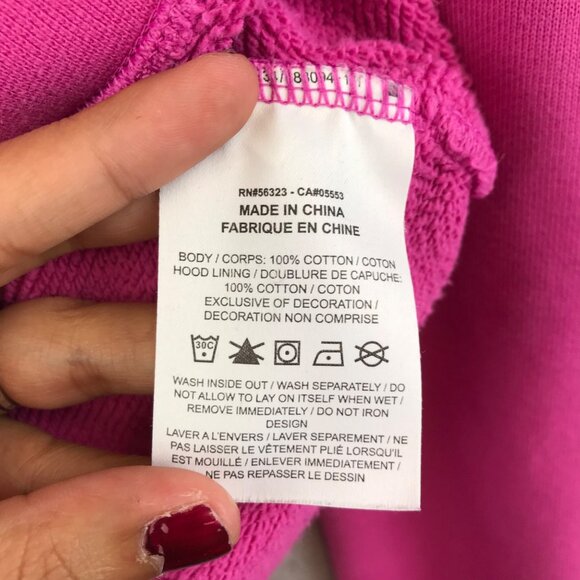 RN#56323 - CA#05553
MADE IN CHINA
FABRIQUE EN CHINE
BODY / CORPS: 100% COTTON / COTON
HOOD LINING / DOUBLURE DE CAPUCHE:
100% COTTON / COTON
EXCLUSIVE OF DECORATION /
DECORATION NON COMPRISE
30C
WASH INSIDE OUT / WASH SEPARATELY / DO
NOT ALLOW TO LAY ON ITSELF WHEN WET /
REMOVE IMMEDIATELY / DO NOT IRON
DESIGN
LAVER A L'ENVERS / LAVER SEPAREMENT / NE
PAS LAISSER LE VÊTEMENT PLIÉ LORSQU'IL
EST MOUILLÉ / ENLEVER IMMEDIATEMENT /
NE PAS REPASSER LE DESSIN